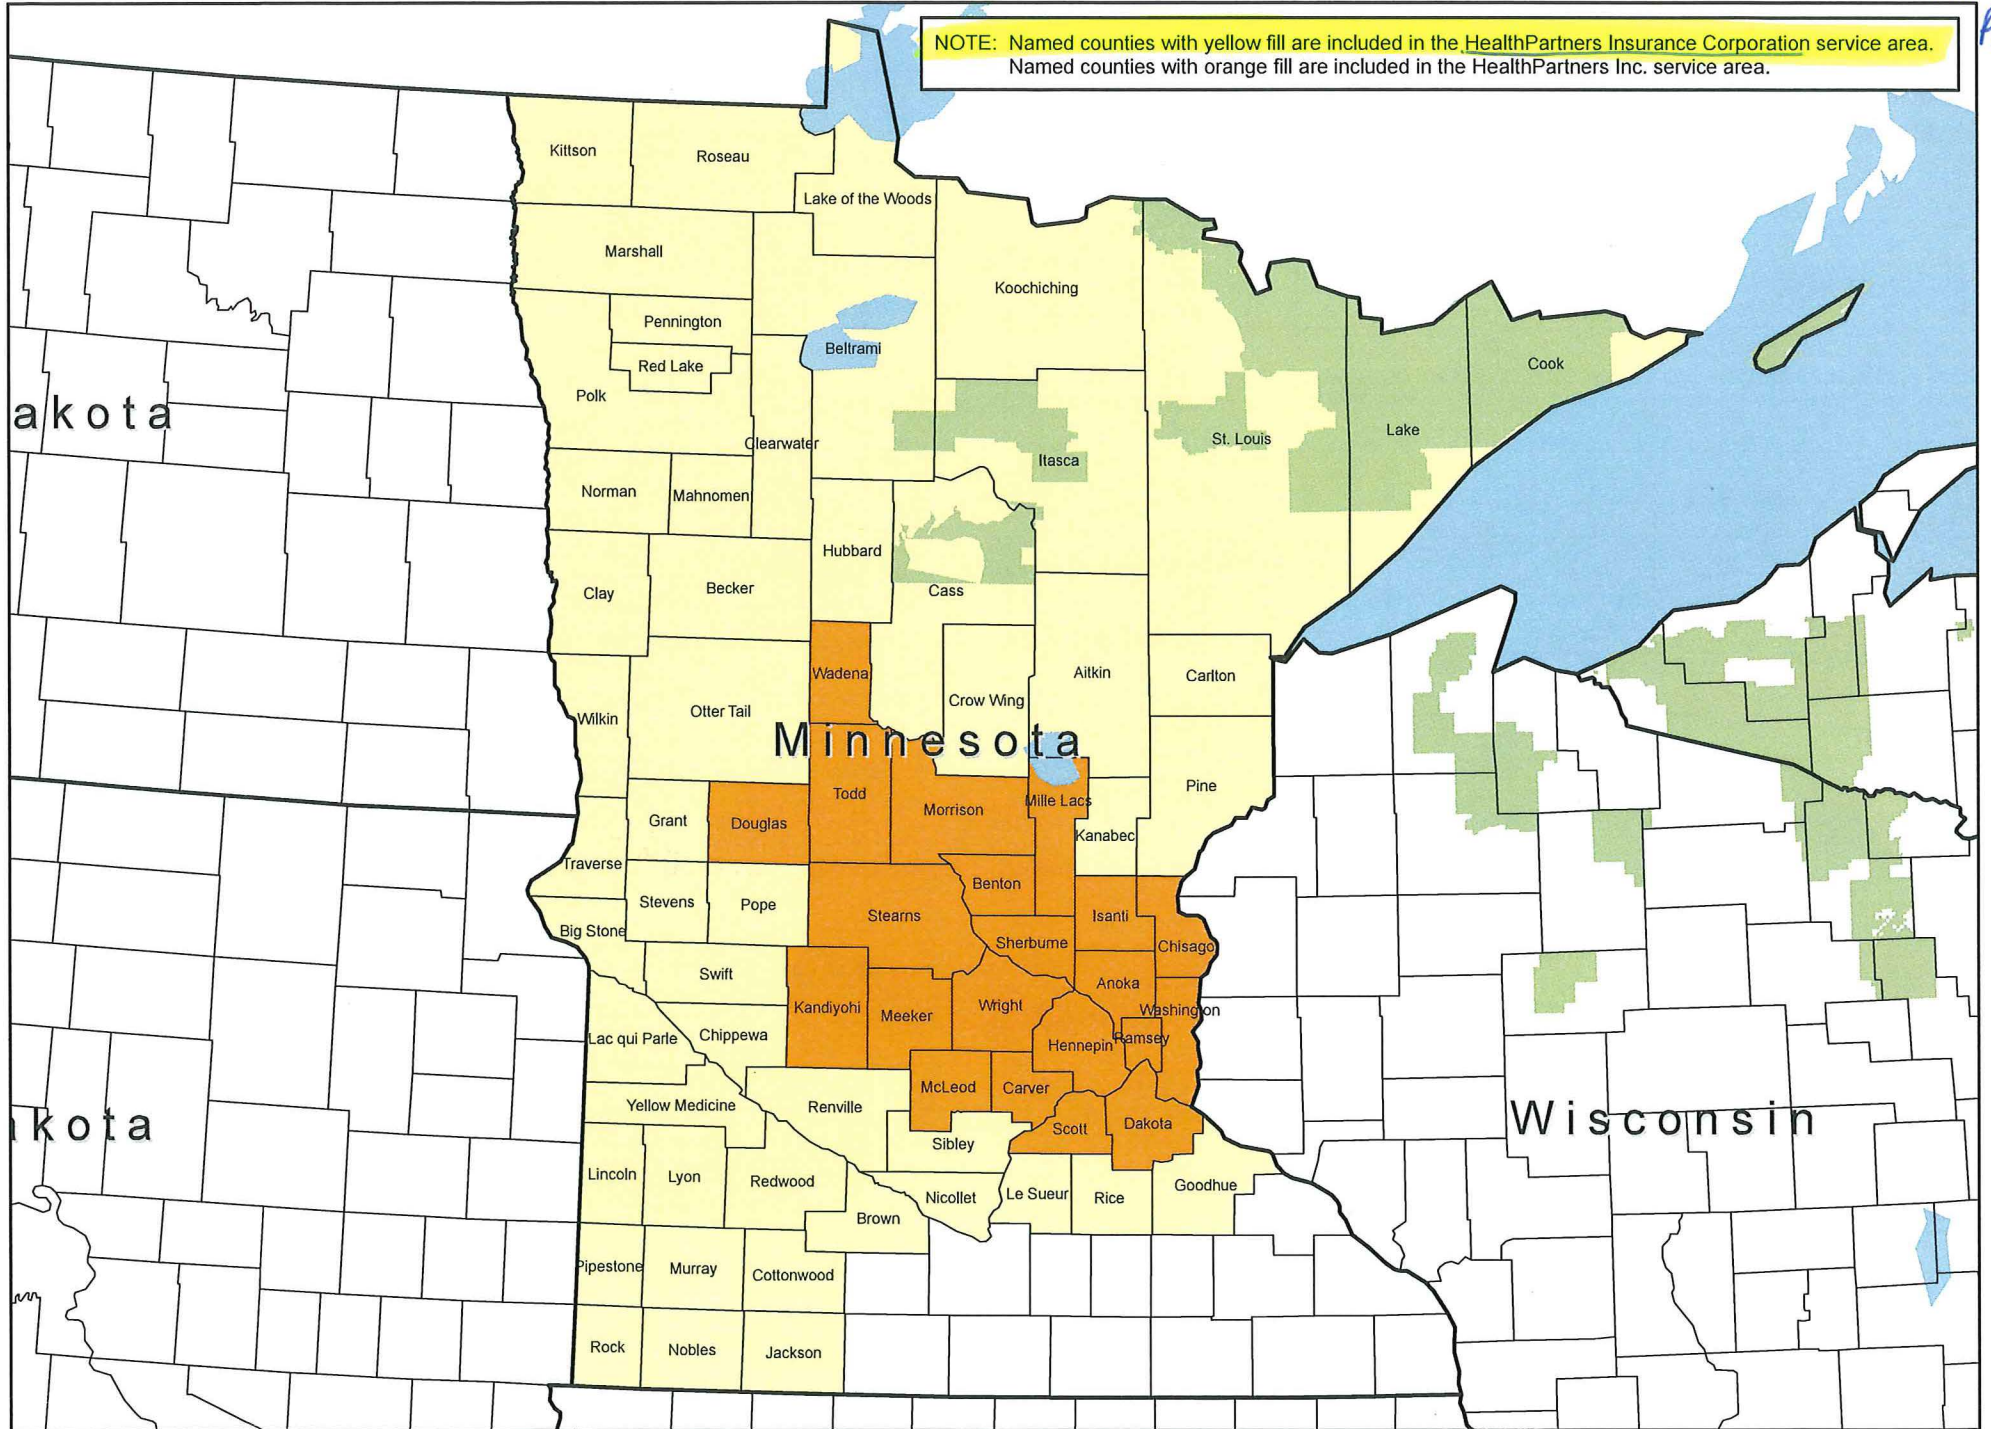 NOTE: Named counties with yellow fill are included in the HealthPartners Insurance Corporation service area.
Named counties with orange fill are included in the HealthPartners Inc. service area.
Kittson
Roseau
Lake of the Woods
Marshall
Koochiching
Pennington
Beltrami
Red Lake
Cook
Polk
akota
Clearwater
Lake
St. Louis
Itasca
Norman
Mahnomen
Hubbard
Clay
Becker
Cass
Wadena
Aitkin
Carlton
Crow Wing
Otter Tail
Wilkin
Minnesota
Pine
Todd
Mille Lacs
Morrison
Grant
Douglas
Kanabec
Traverse
Benton
Stevens
Pope
Stearns
Isanti
Big Stone
Sherburne
Chisago
Swift
Anoka
Kandiyohi
Wright
Washington
Meeker
Lac qui Parle
Chippewa
Ramsey
Hennepin
McLeod
Carver
Yellow Medicine
Renville
Wisconsin
kota
Dakota
Scott
Sibley
Lincoln
Lyon
Redwood
Goodhue
Le Sueur
Rice
Nicollet
Brown
Pipestone
Murray
Cottonwood
Rock
Nobles
Jackson